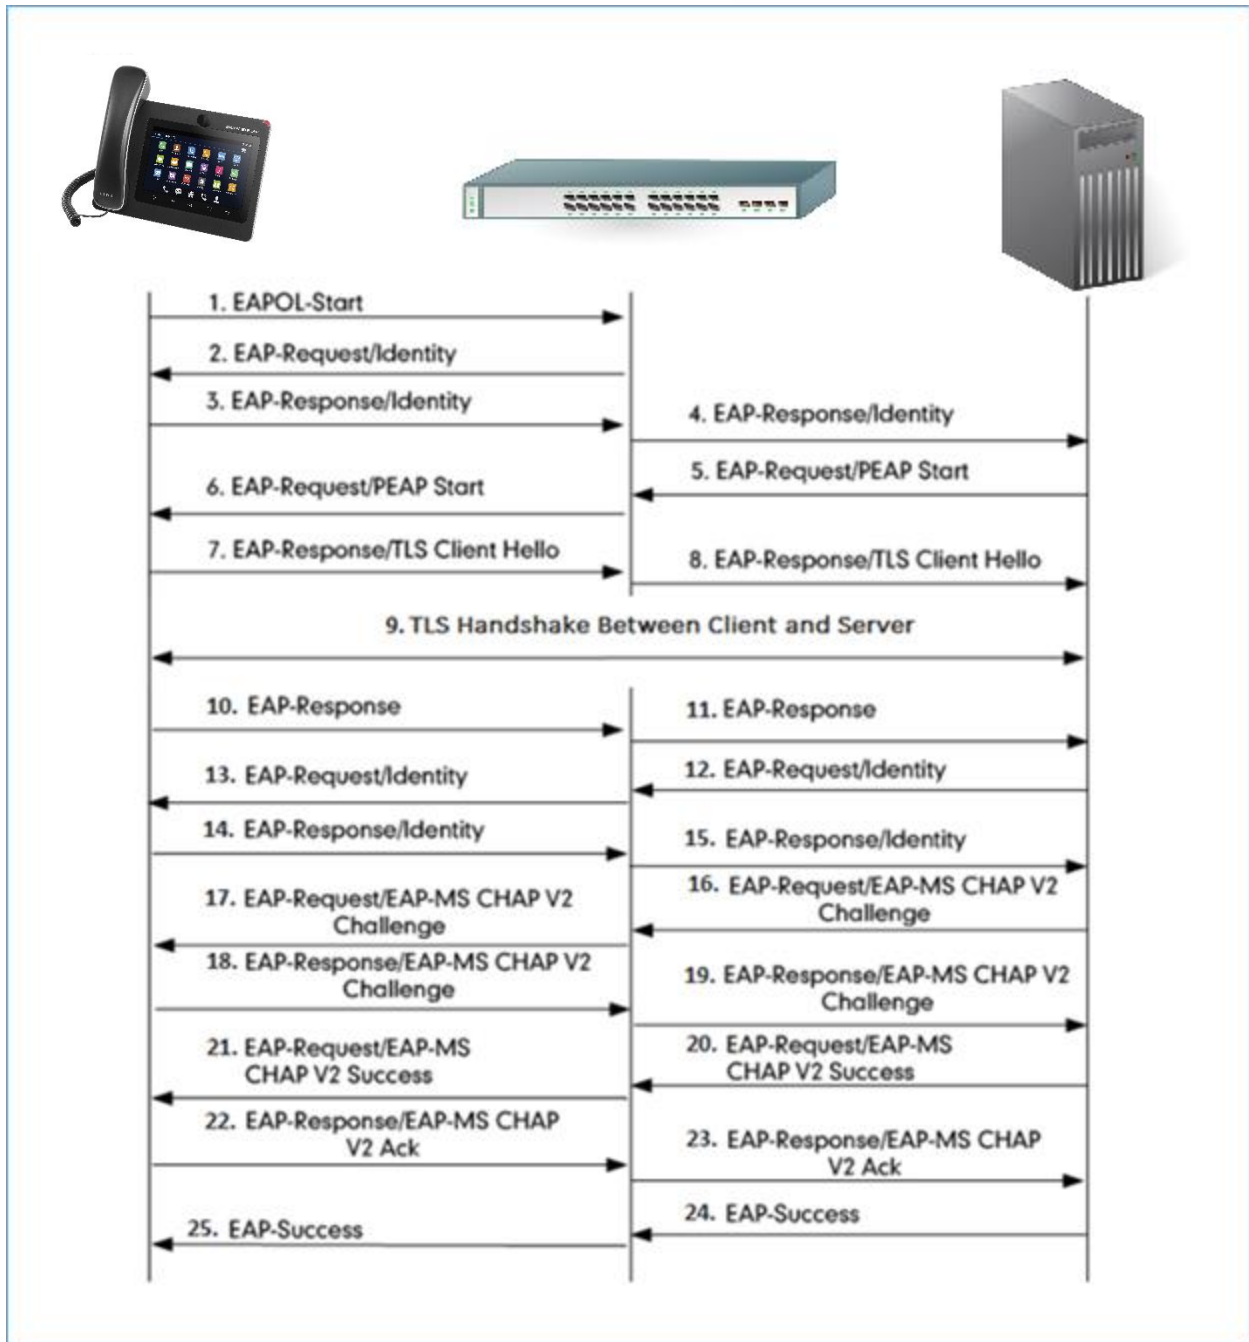 1. EAPOL-Start
2. EAP-Request/Identity
3. EAP-Response/Identity
4. EAP-Response/Identity
5. EAP-Request/PEAP Start
6. EAP-Request/PEAP Start
7. EAP-Response/TLS Client Hello
8. EAP-Response/TLS Client Hello
9. TLS Handshake Between Client and Server
10. EAP-Response
11. EAP-Response
12. EAP-Request/Identity
13. EAP-Request/Identity
14. EAP-Response/Identity
15. EAP-Response/Identity
16. EAP-Request/EAP-MS CHAP V2
Challenge
17. EAP-Request/EAP-MS CHAP V2
Challenge
18. EAP-Response/EAP-MS CHAP V2
Challenge
19. EAP-Response/EAP-MS CHAP V2
Challenge
20. EAP-Request/EAP-MS
CHAP V2 Success
21. EAP-Request/EAP-MS
CHAP V2 Success
22. EAP-Response/EAP-MS CHAP
V2 Ack
23. EAP-Response/EAP-MS CHAP
V2 Ack
24. EAP-Success
25. EAP-Success